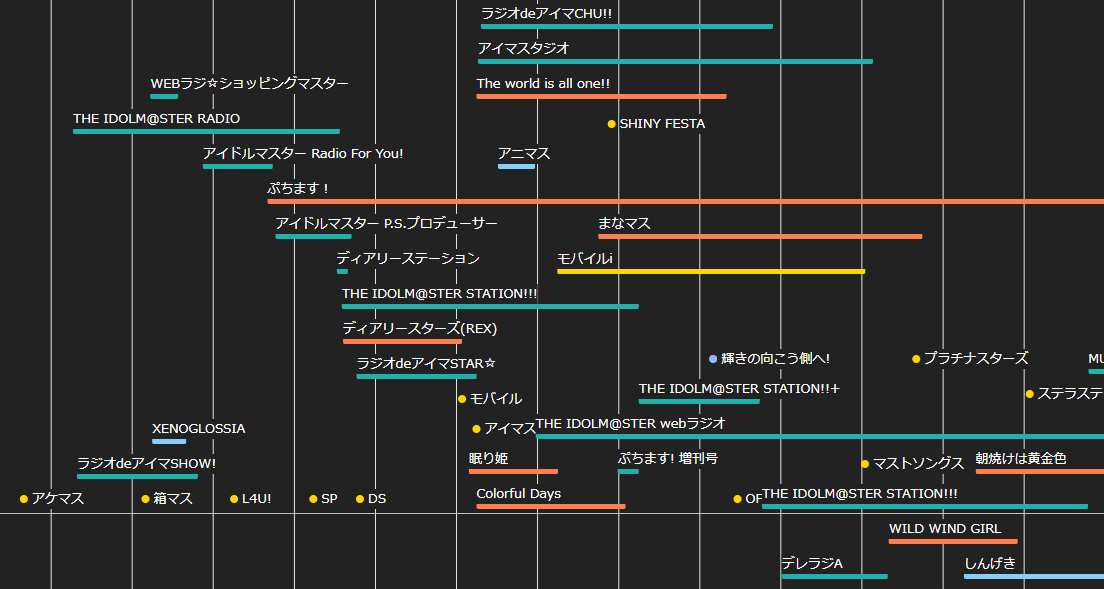 ラジオdeアイマCHU!!
アイマスタジオ
WEBラジ☆ショッピングマスター
The world is all one!!
THE IDOLM@STER RADIO
SHINY FESTA
アイドルマスター Radio For You!
アニマス
ぷちます！
アイドルマスター P.S.プロデューサー
まなマス
ディアリーステーション
モバイルi
THE IDOLM@STER STATION!!!
ディアリースターズ(REX)
ラジオdeアイマSTAR☆
輝きの向こう側へ!
プラチナスターズ
MU
THE IDOLM@STER STATION!!+
ステラステ
モバイル
XENOGLOSSIA
アイマス
THE IDOLM@STER webラジオ
ラジオdeアイマSHOW!
眠り姫
ぷちます! 増刊号
マストソングス
朝焼けは黄金色
アケマス
箱マス
L4U!
SP
DS
Colorful Days
OF
THE IDOLM@STER STATION!!!
WILD WIND GIRL
デレラジA
しんげき